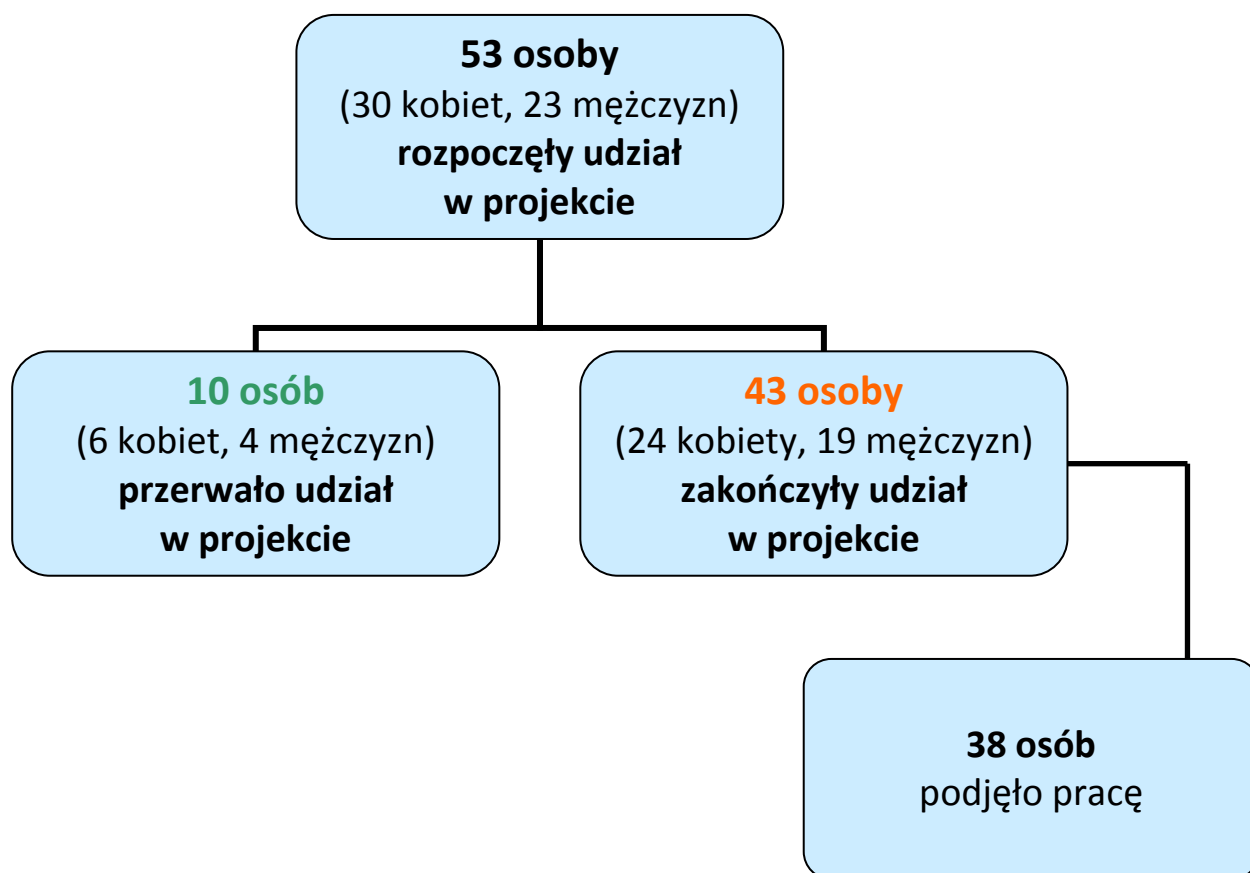 53 osoby
(30 kobiet, 23 mężczyzn)
rozpoczęły udział
w projekcie
10 osób
(6 kobiet, 4 mężczyzn)
przerwało udział
w projekcie
43 osoby
(24 kobiety, 19 mężczyzn)
zakończyły udział
w projekcie
38 osób
podjęło pracę